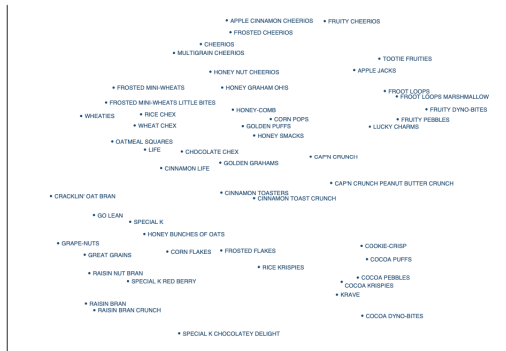 APPLE CINNAMON CHEERIOS
FRUITY CHEERIOS
FROSTED CHEERIOS
CHEERIOS
MULTIGRAIN CHEERIOS
TOOTIE FRUITIES
HONEY NUT CHEERIOS
APPLE JACKS
FROSTED MINI-WHEATS
HONEY GRAHAM OHIS
FROOT LOOPS
FROOT LOOPS MARSHMALLOW
FROSTED MINI-WHEATS LITTLE BITES
HONEY-COMB
FRUITY DYNO-BITES
WHEATIES
RICE CHEX
CORN POPS
FRUITY PEBBLES
WHEAT CHEX
GOLDEN PUFFS
LUCKY CHARMS
HONEY SMACKS
OATMEAL SQUARES
LIFE
CHOCOLATE CHEX
CAP'N CRUNCH
GOLDEN GRAHAMS
CINNAMON LIFE
CAP'N CRUNCH PEANUT BUTTER CRUNCH
CRACKLIN' OAT BRAN
CINNAMON TOASTERS
CINNAMON TOAST CRUNCH
GO LEAN
SPECIAL K
HONEY BUNCHES OF OATS
GRAPE-NUTS
COOKIE-CRISP
GREAT GRAINS
CORN FLAKES
FROSTED FLAKES
COCOA PUFFS
RICE KRISPIES
RAISIN NUT BRAN
COCOA PEBBLES
SPECIAL K RED BERRY
COCOA KRISPIES
KRAVE
RAISIN BRAN
RAISIN BRAN CRUNCH
COCOA DYNO-BITES
SPECIAL K CHOCOLATEY DELIGHT